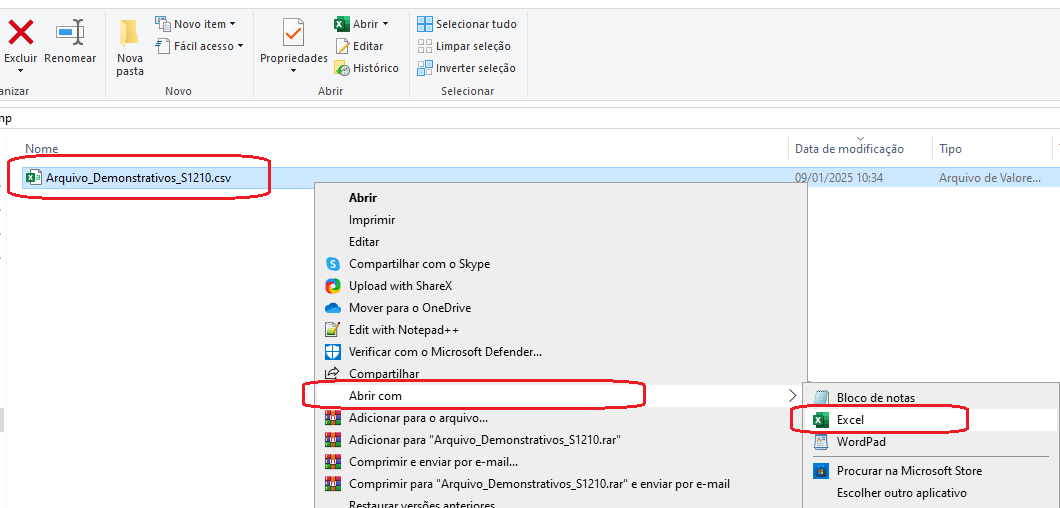 Excluir
Renomear
Nova
pasta
Novo item
Fácil acesso
Propriedades
Abrir
Editar
Histórico
Selecionar tudo
Limpar seleção
Inverter seleção
anizar
Novo
Abrir
Selecionar
mp
Nome
Data de modificação
Tipo
Arquivo_Demonstrativos_S1210.csv
09/01/2025 10:34
Arquivo de Valore...
Abrir
Imprimir
Editar
Compartilhar com o Skype
Upload with ShareX
Mover para o OneDrive
Edit with Notepad++
Verificar com o Microsoft Defender...
Compartilhar
Abrir com
Adicionar para o arquivo...
Adicionar para "Arquivo_Demonstrativos_S1210.rar"
Comprimir e enviar por e-mail...
Comprimir para "Arquivo_Demonstrativos_S1210.rar" e enviar por e-mail
Restaurar versões anteriores
Bloco de notas
Excel
WordPad
Procurar na Microsoft Store
Escolher outro aplicativo